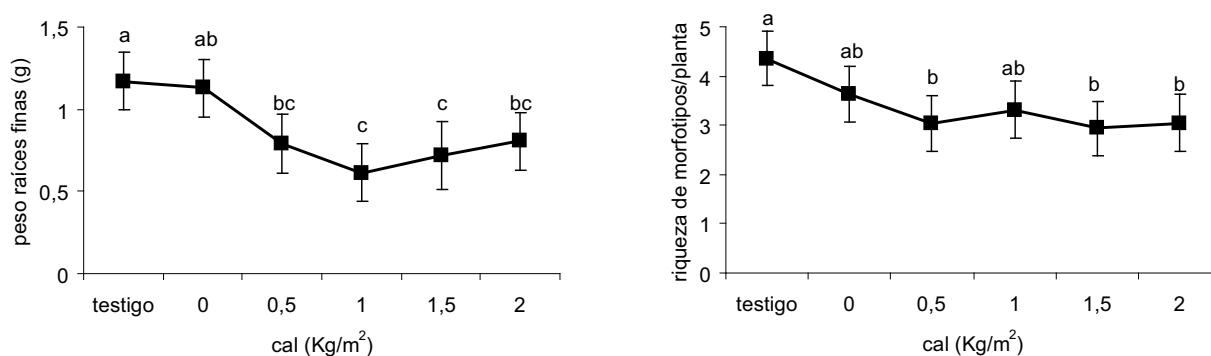 peso raíces finas (g)
1,5
1
0,5
0
a
ab
bc
c
c
bc
testigo 0 0,5 1 1,5 2
cal (Kg/m²)
riqueza de morfotipos/planta
5
4
3
2
1
0
a
ab
b
ab
b
b
testigo 0 0,5 1 1,5 2
cal (Kg/m²)